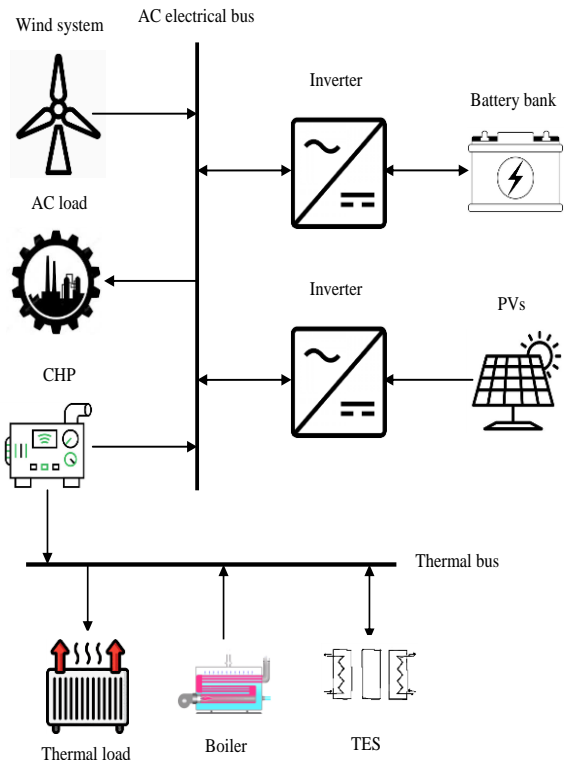 Wind system
AC electrical bus
Inverter
Battery bank
AC load
Inverter
PVs
CHP
Thermal bus
Thermal load
Boiler
TES